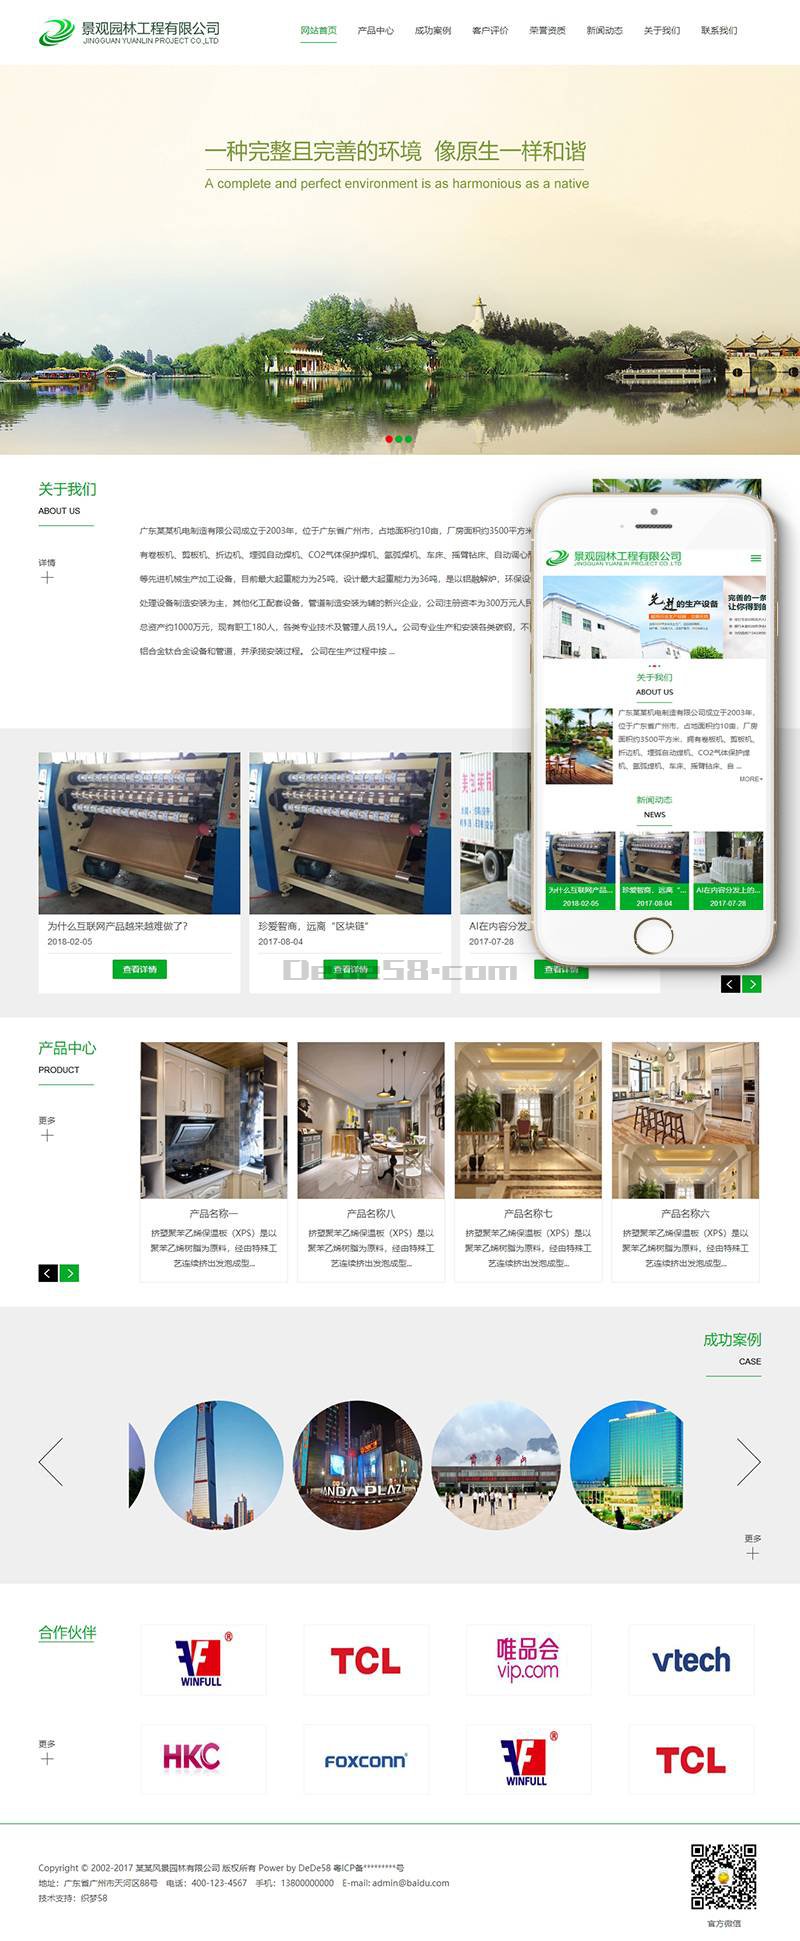 景观园林工程有限公司
JINGGUAN YUANLIN PROJECT CO.,LTD
网站首页 产品中心 成功案例 客户评价 荣誉资质 新闻动态 关于我们 联系我们
一种完整且完善的环境 像原生一样和谐
A complete and perfect environment is as harmonious as a native
关于我们
ABOUT US
详情
广东某某机电制造有限公司成立于2003年，位于广东省广州市，占地面积约10亩，厂房面积约3500平方米
有卷板机、剪板机、折边机、埋弧自动焊机、CO2气体保护焊机、氩弧焊机、车床、摇臂钻床、自动调心
等先进机械生产加工设备，目前最大起重能力为25吨，设计最大起重能力为36吨，是以铝融解炉，环保设
处理设备制造安装为主，其他化工配套设备，管道制造安装为辅的新兴企业，公司注册资本为300万元人民
总资产约1000万元，现有职工180人，各类专业技术及管理人员19人。公司专业生产和安装各类碳钢，不
铝合金钛合金设备和管道，并承揽安装过程。 公司在生产过程中按 ...
景观园林工程有限公司
JINGGUAN YUANLIN PROJECT CO.,LTD
先进的生产设备
完善的一条
让你得到的
关于我们
ABOUT US
广东某某机电制造有限公司成立于2003年，
位于广东省广州市，占地面积约10亩，厂房
面积约3500平方米，拥有卷板机、剪板机、
折边机、埋弧自动焊机、CO2气体保护焊
机、氩弧焊机、车床、摇臂钻床、自 ...
MORE+
新闻动态
NEWS
为什么互联网产品... 珍爱智商，远离“... AI在内容分发上的...
2018-02-05 2017-08-04 2017-07-28
为什么互联网产品越来越难做了？
2018-02-05
查看详情
珍爱智商，远离“区块链”
2017-08-04
查看详情
AI在内容分发上
2017-07-28
查看详情
Dede58.com
产品中心
PRODUCT
更多
产品名称一
挤塑聚苯乙烯保温板（XPS）是以
聚苯乙烯树脂为原料，经由特殊工
艺连续挤出发泡成型...
产品名称八
挤塑聚苯乙烯保温板（XPS）是以
聚苯乙烯树脂为原料，经由特殊工
艺连续挤出发泡成型...
产品名称七
挤塑聚苯乙烯保温板（XPS）是以
聚苯乙烯树脂为原料，经由特殊工
艺连续挤出发泡成型...
产品名称六
挤塑聚苯乙烯保温板（XPS）是以
聚苯乙烯树脂为原料，经由特殊工
艺连续挤出发泡成型...
成功案例
CASE
ANDA PLAZ
更多
合作伙伴
WINFULL ®
TCL
唯品会
vip.com
vtech
更多
HKC
FOXCONN
WINFULL ®
TCL
Copyright © 2002-2017 某某风景园林有限公司 版权所有 Power by DeDe58 粤ICP备*********号
地址：广东省广州市天河区88号 电话：400-123-4567 手机：13800000000 E-mail: admin@baidu.com
技术支持：织梦58
官方微信